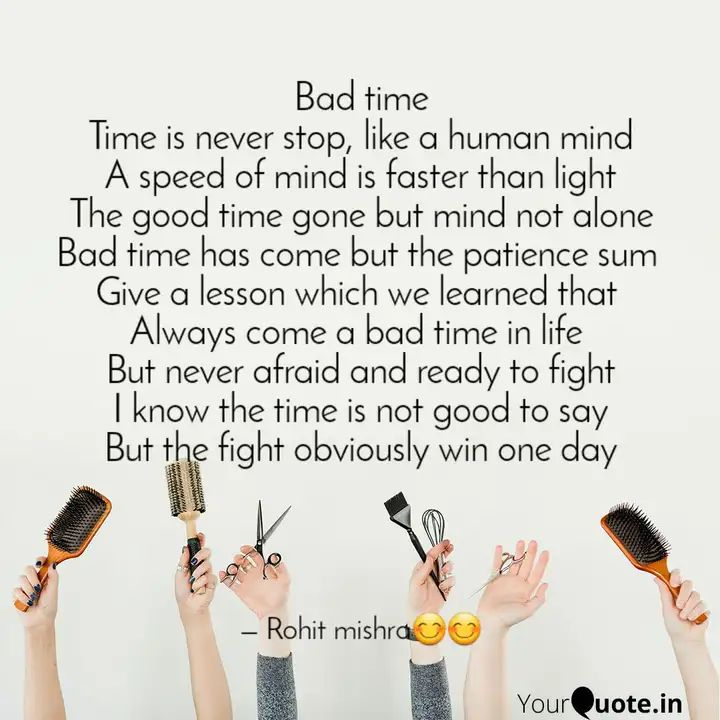 Bad time
Time is never stop, like a human mind
A speed of mind is faster than light
The good time gone but mind not alone
Bad time has come but the patience sum
Give a lesson which we learned that
Always come a bad time in life
But never afraid and ready to fight
I know the time is not good to say
But the fight obviously win one day
– Rohit mishra😊😊
YourQuote.in